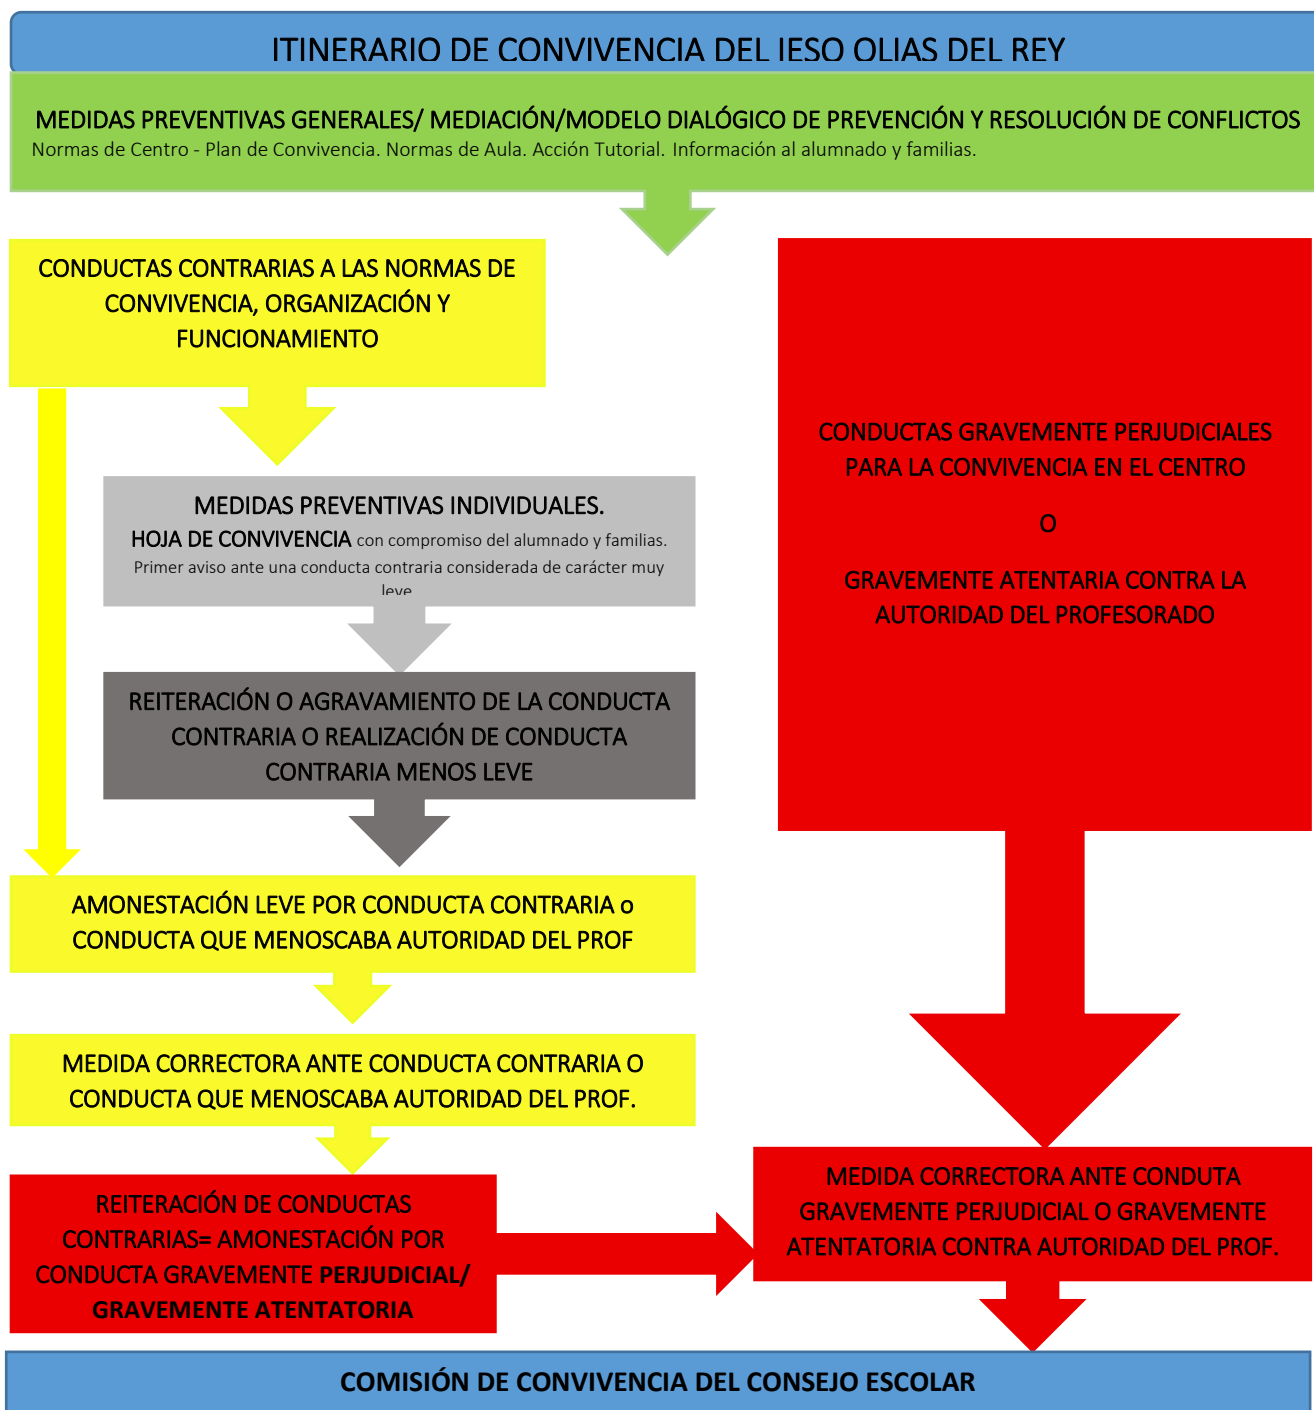 ITINERARIO DE CONVIVENCIA DEL IESO OLIAS DEL REY
MEDIDAS PREVENTIVAS GENERALES/ MEDIACIÓN/MODELO DIALÓGICO DE PREVENCIÓN Y RESOLUCIÓN DE CONFLICTOS
Normas de Centro - Plan de Convivencia. Normas de Aula. Acción Tutorial. Información al alumnado y familias.
CONDUCTAS CONTRARIAS A LAS NORMAS DE
CONVIVENCIA, ORGANIZACIÓN Y
FUNCIONAMIENTO
MEDIDAS PREVENTIVAS INDIVIDUALES.
HOJA DE CONVIVENCIA con compromiso del alumnado y familias.
Primer aviso ante una conducta contraria considerada de carácter muy
leve
REITERACIÓN O AGRAVAMIENTO DE LA CONDUCTA
CONTRARIA O REALIZACIÓN DE CONDUCTA
CONTRARIA MENOS LEVE
AMONESTACIÓN LEVE POR CONDUCTA CONTRARIA o
CONDUCTA QUE MENOSCABA AUTORIDAD DEL PROF
MEDIDA CORRECTORA ANTE CONDUCTA CONTRARIA O
CONDUCTA QUE MENOSCABA AUTORIDAD DEL PROF.
REITERACIÓN DE CONDUCTAS
CONTRARIAS= AMONESTACIÓN POR
CONDUCTA GRAVEMENTE PERJUDICIAL/
GRAVEMENTE ATENTATORIA
CONDUCTAS GRAVEMENTE PERJUDICIALES
PARA LA CONVIVENCIA EN EL CENTRO
O
GRAVEMENTE ATENTARIA CONTRA LA
AUTORIDAD DEL PROFESORADO
MEDIDA CORRECTORA ANTE CONDUTA
GRAVEMENTE PERJUDICIAL O GRAVEMENTE
ATENTATORIA CONTRA AUTORIDAD DEL PROF.
COMISIÓN DE CONVIVENCIA DEL CONSEJO ESCOLAR